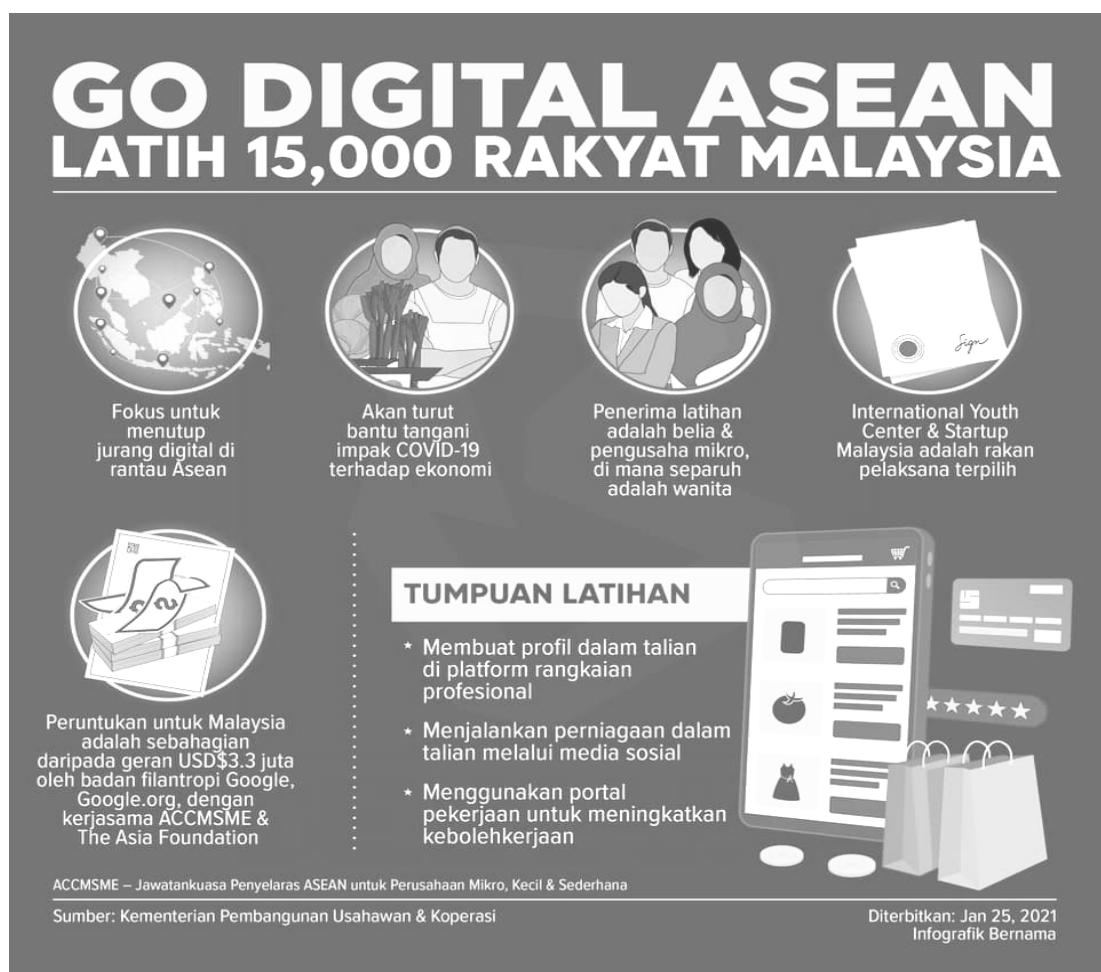 GO DIGITAL ASEAN
LATIH 15,000 RAKYAT MALAYSIA
Fokus untuk
menutup
jurang digital di
rantau Asean
Akan turut
bantu tangani
impak COVID-19
terhadap ekonomi
Penerima latihan
adalah belia &
pengusaha mikro,
di mana separuh
adalah wanita
Sign
International Youth
Center & Startup
Malaysia adalah rakan
pelaksana terpilih
Peruntukan untuk Malaysia
adalah sebahagian
daripada geran USD$3.3 juta
oleh badan filantropi Google,
Google.org, dengan
kerjasama ACCMSME &
The Asia Foundation
TUMPUAN LATIHAN
* Membuat profil dalam talian
di platform rangkaian
profesional
* Menjalankan perniagaan dalam
talian melalui media sosial
* Menggunakan portal
pekerjaan untuk meningkatkan
kebolehkerjaan
ACCMSME – Jawatankuasa Penyelaras ASEAN untuk Perusahaan Mikro, Kecil & Sederhana
Sumber: Kementerian Pembangunan Usahawan & Koperasi
Diterbitkan: Jan 25, 2021
Infografik Bernama